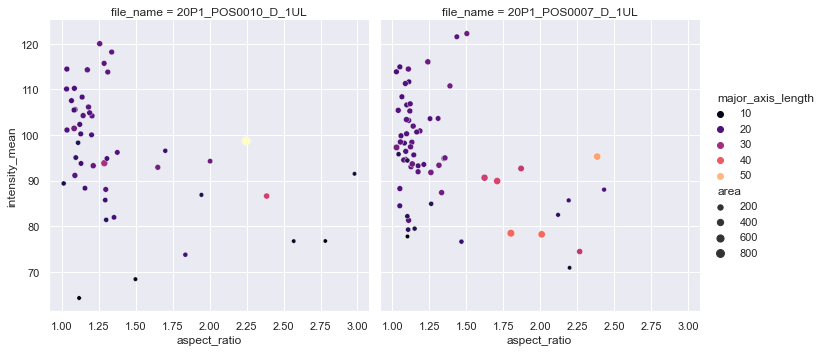 file_name = 20P1_POS0010_D_1UL
file_name = 20P1_POS0007_D_1UL
120
110
100
90
80
70
intensity_mean
1.00 1.25 1.50 1.75 2.00 2.25 2.50 2.75 3.00
aspect_ratio
1.00 1.25 1.50 1.75 2.00 2.25 2.50 2.75 3.00
aspect_ratio
major_axis_length
10
20
30
40
50
area
200
400
600
800